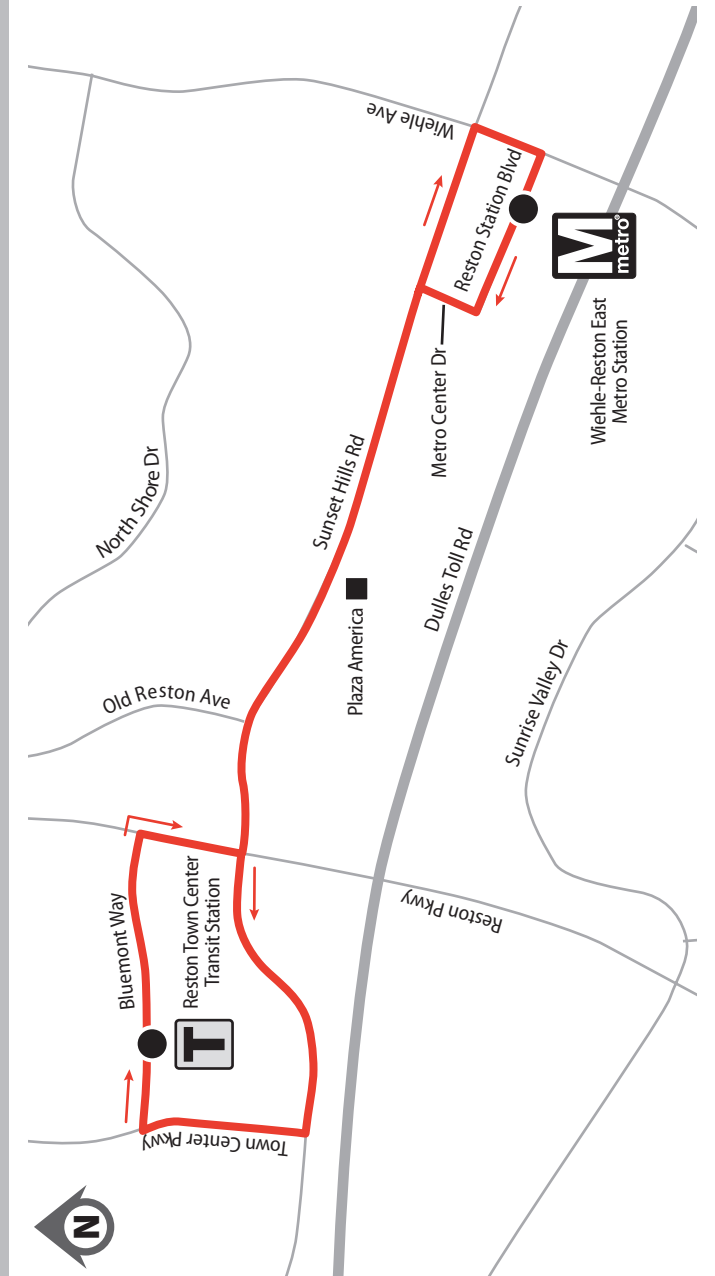 Wiehle Ave
Reston Station Blvd
M
metro®
Metro Center Dr
Wiehle-Reston East
Metro Station
North Shore Dr
Sunset Hills Rd
Plaza America
Dulles Toll Rd
Old Reston Ave
Sunrise Valley Dr
Bluemont Way
Reston Town Center
Transit Station
T
Reston Pkwy
Town Center Pkwy
N